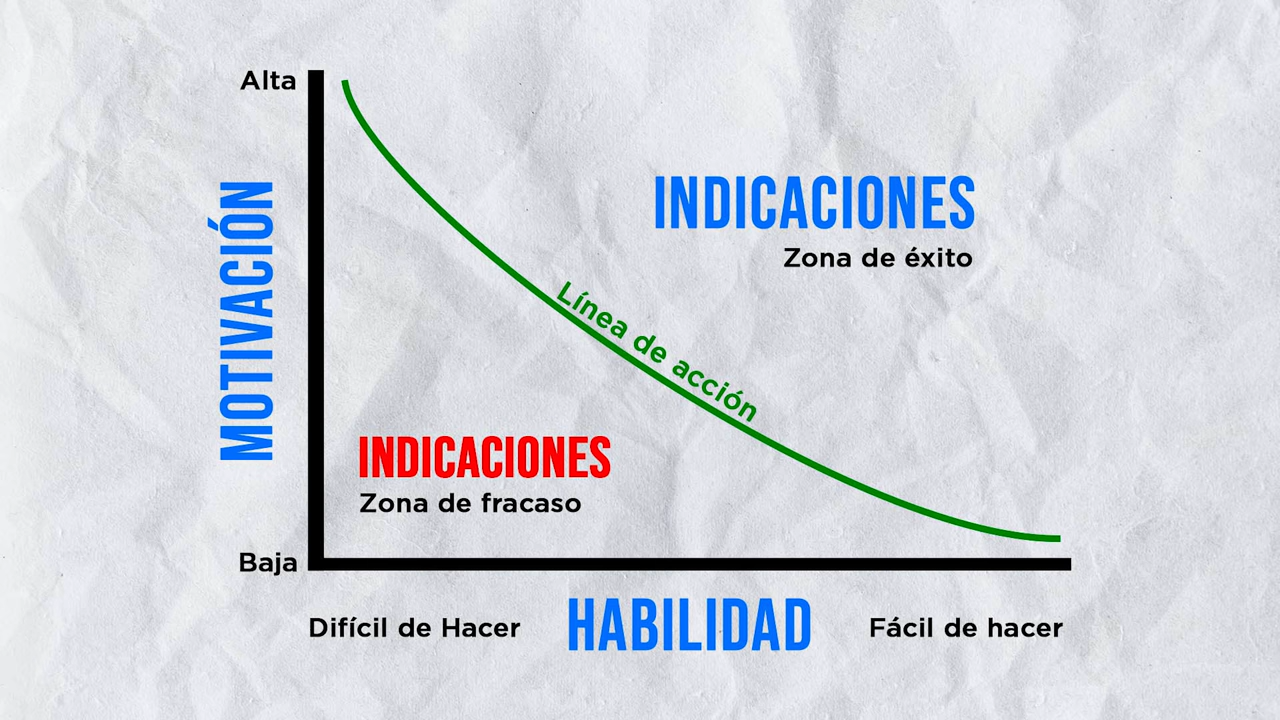 Alta
MOTIVACIÓN
INDICACIONES
Zona de éxito
Línea de acción
INDICACIONES
Zona de fracaso
Baja
Difícil de Hacer
HABILIDAD
Fácil de hacer